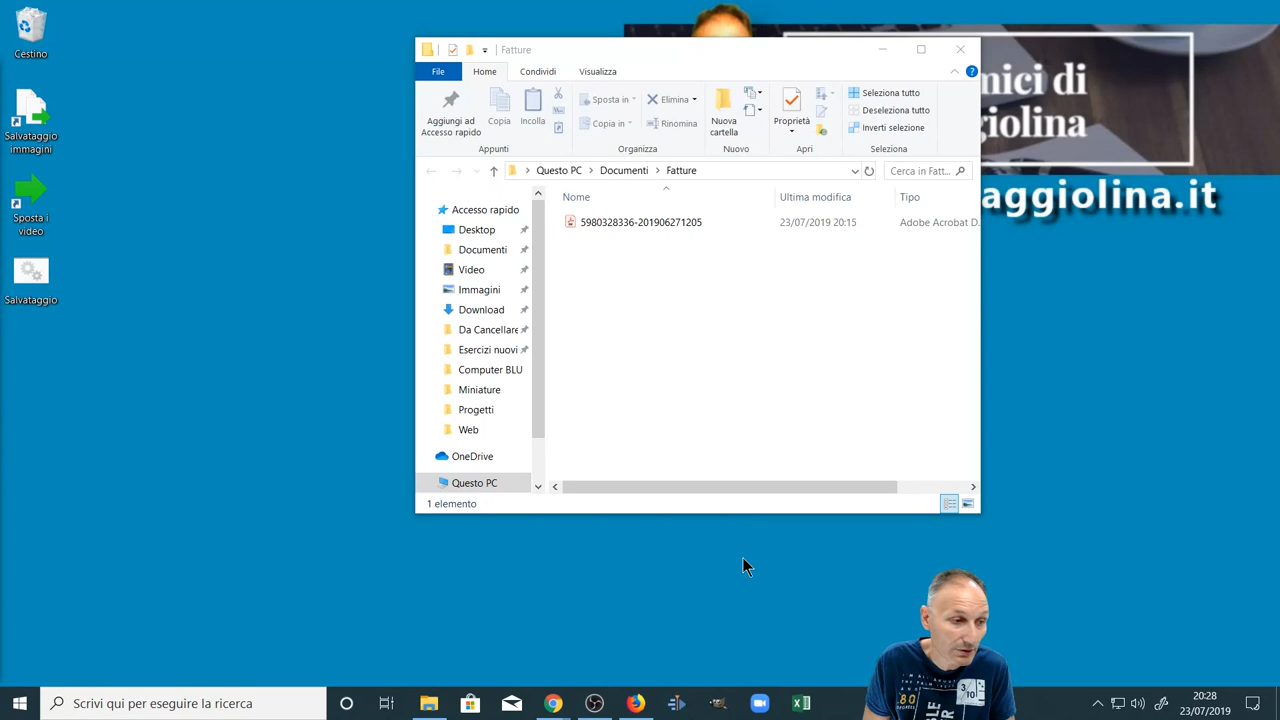 Cestino
Salvataggio
immagini
Sposta i
video
Salvataggio
Fatture
File
Home
Condividi
Visualizza
Aggiungi ad
Accesso rapido
Copia
Incolla
Appunti
Sposta in
Copia in
Elimina
Rinomina
Organizza
Nuova
cartella
Nuovo
Proprietà
Apri
Seleziona tutto
Deseleziona tutto
Inverti selezione
Seleziona
Questo PC > Documenti > Fatture
Cerca in Fatt...
Nome
Ultima modifica
Tipo
5980328336-201906271205
23/07/2019 20:15
Adobe Acrobat D
Accesso rapido
Desktop
Documenti
Video
Immagini
Download
Da Cancellare
Esercizi nuovi
Computer BLU
Miniature
Progetti
Web
OneDrive
Questo PC
1 elemento
mici di
giolina
aggiolina.it
Scrivi qui per eseguire la ricerca
20:28
23/07/2019